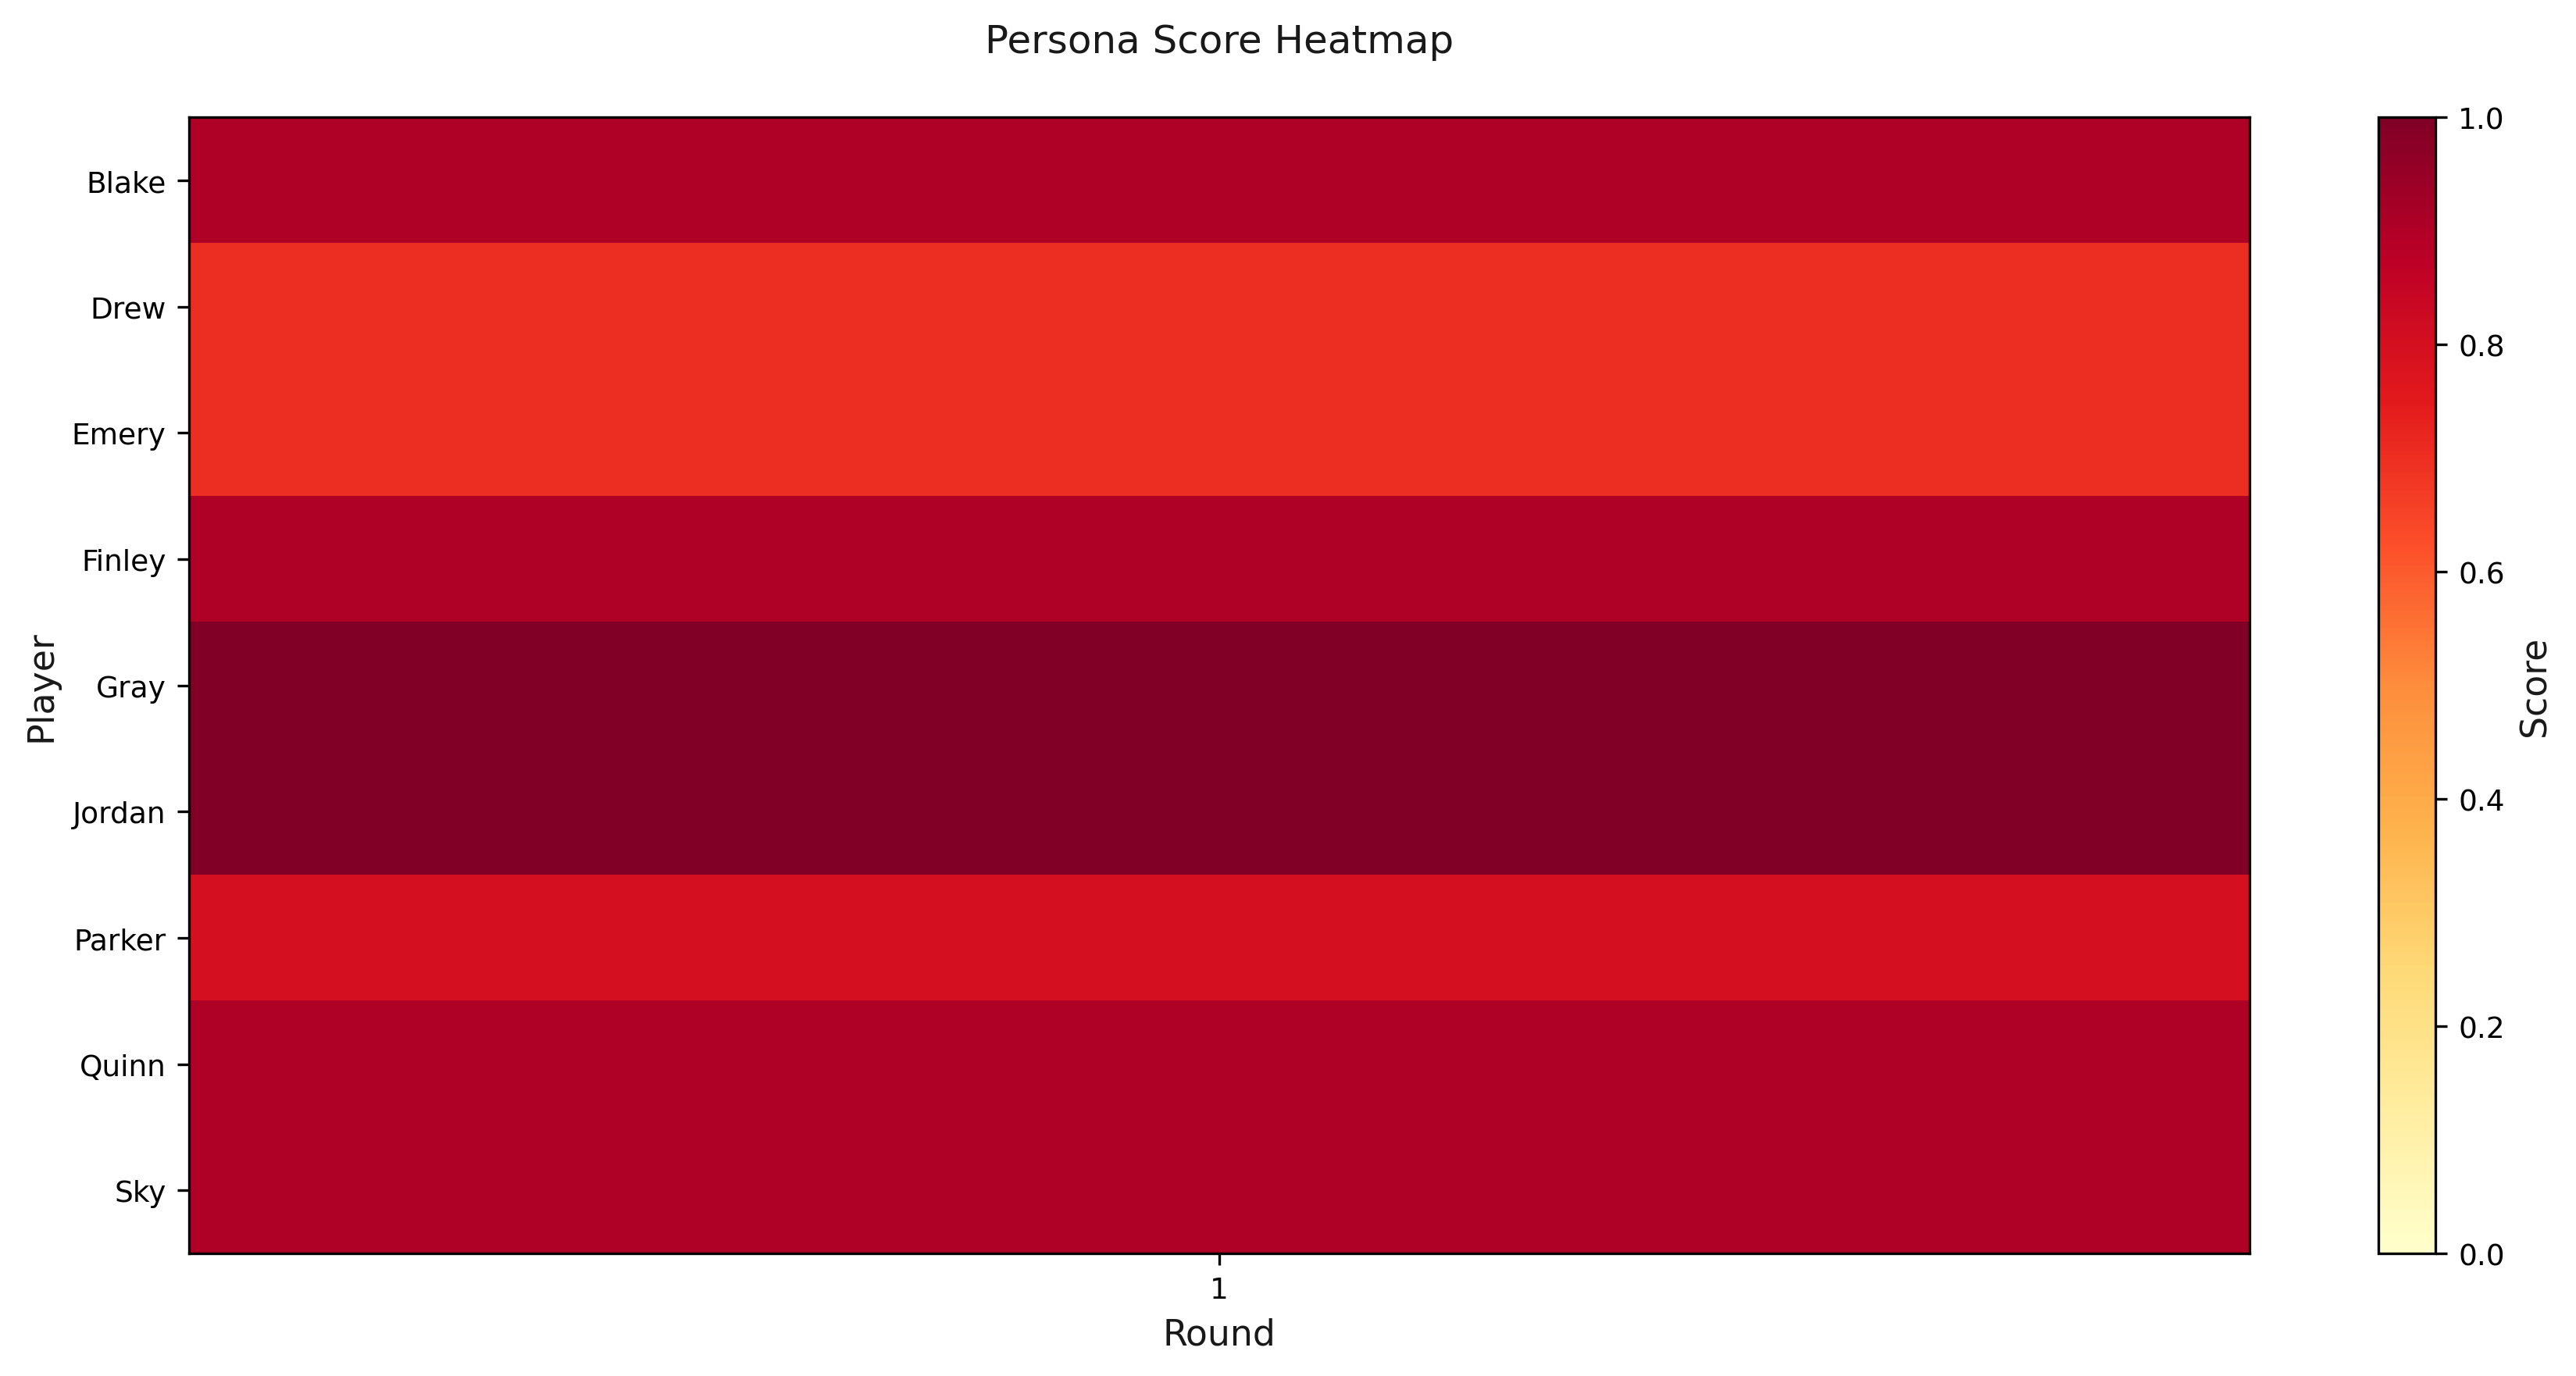 Persona Score Heatmap
Player
Blake
Drew
Emery
Finley
Gray
Jordan
Parker
Quinn
Sky
1
Round
1.0
0.8
0.6
0.4
0.2
0.0
Score